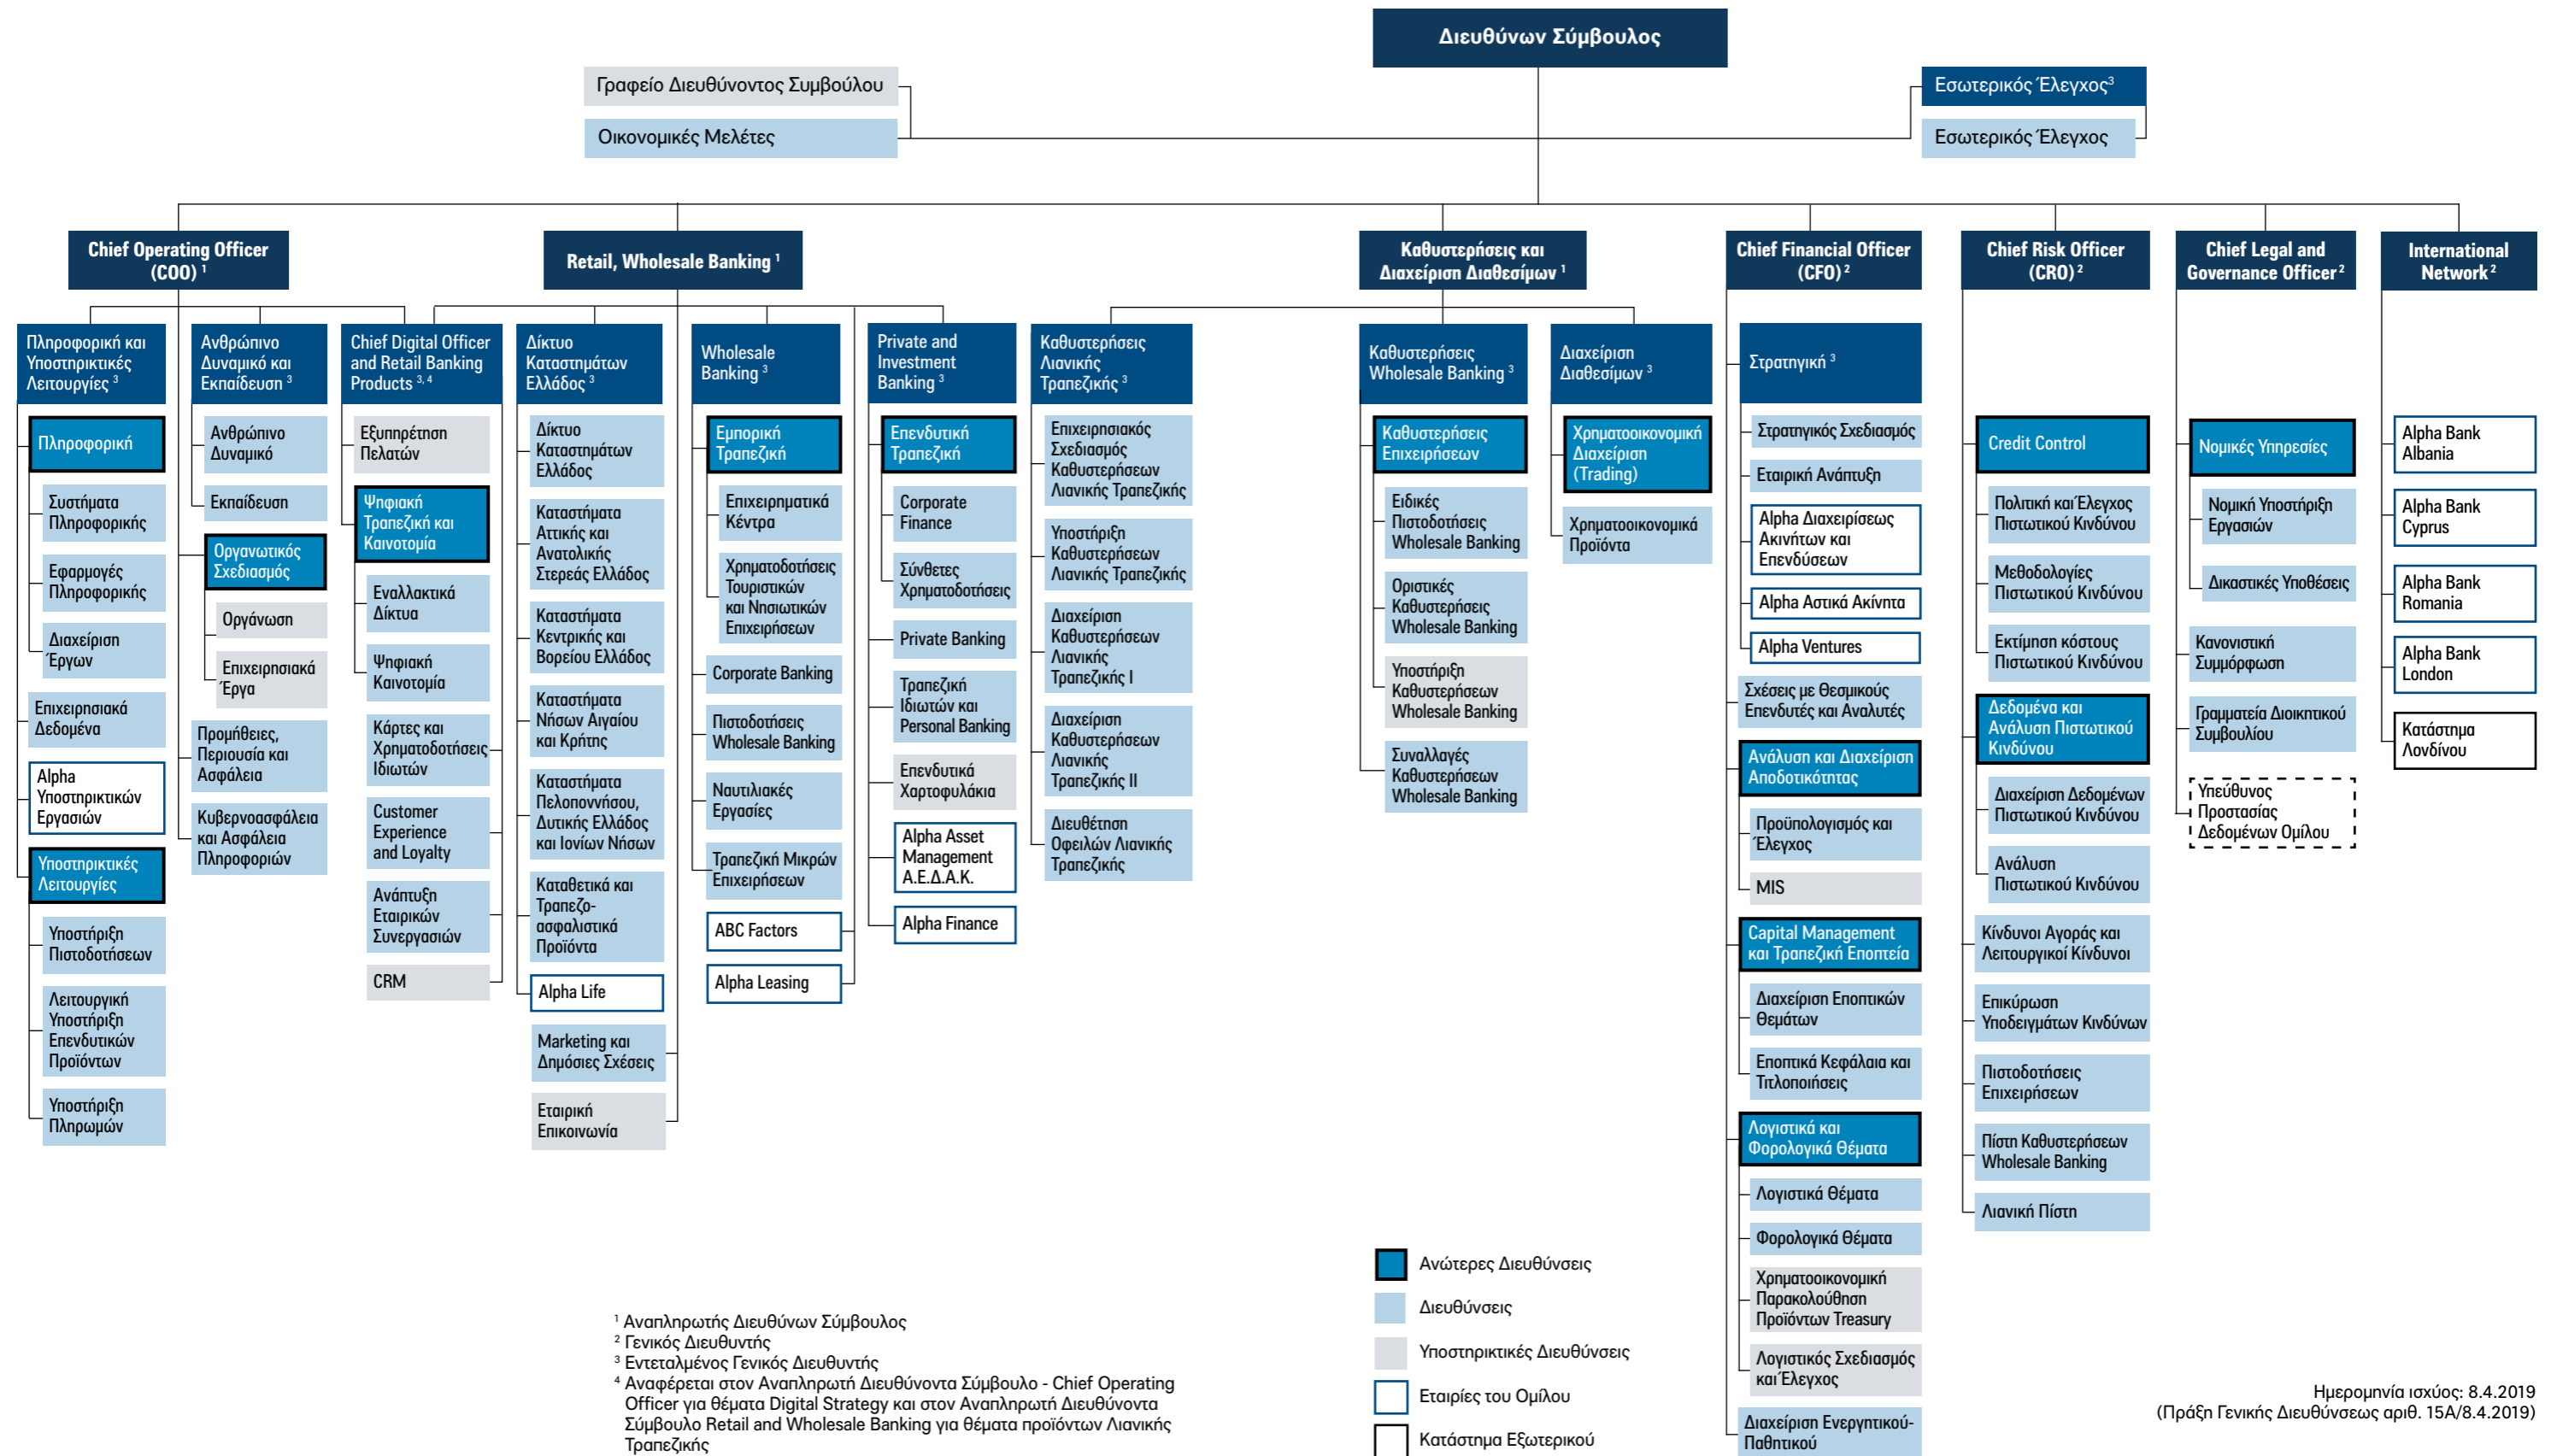 Διευθύνων Σύμβουλος
Γραφείο Διευθύνοντος Συμβούλου
Οικονομικές Μελέτες
Εσωτερικός Έλεγχος³
Εσωτερικός Έλεγχος
Chief Operating Officer
(COO) ¹
Retail, Wholesale Banking ¹
Καθυστερήσεις και
Διαχείριση Διαθεσίμων ¹
Chief Financial Officer
(CFO) ²
Chief Risk Officer
(CRO) ²
Chief Legal and
Governance Officer ²
International
Network ²
Πληροφορική και
Υποστηρικτικές
Λειτουργίες ³
Πληροφορική
Συστήματα
Πληροφορικής
Εφαρμογές
Πληροφορικής
Διαχείριση
Έργων
Επιχειρησιακά
Δεδομένα
Alpha
Υποστηρικτικών
Εργασιών
Υποστηρικτικές
Λειτουργίες
Υποστήριξη
Πιστοδοτήσεων
Λειτουργική
Υποστήριξη
Επενδυτικών
Προϊόντων
Υποστήριξη
Πληρωμών
Ανθρώπινο
Δυναμικό και
Εκπαίδευση ³
Ανθρώπινο
Δυναμικό
Εκπαίδευση
Οργανωτικός
Σχεδιασμός
Οργάνωση
Επιχειρησιακά
Έργα
Προμήθειες,
Περιουσία και
Ασφάλεια
Κυβερνοασφάλεια
και Ασφάλεια
Πληροφοριών
Chief Digital Officer
and Retail Banking
Products ³, ⁴
Εξυπηρέτηση
Πελατών
Ψηφιακή
Τραπεζική και
Καινοτομία
Εναλλακτικά
Δίκτυα
Ψηφιακή
Καινοτομία
Κάρτες και
Χρηματοδοτήσεις
Ιδιωτών
Customer
Experience
and Loyalty
Ανάπτυξη
Εταιρικών
Συνεργασιών
CRM
Δίκτυο
Καταστημάτων
Ελλάδος ³
Δίκτυο
Καταστημάτων
Ελλάδος
Καταστήματα
Αττικής και
Ανατολικής
Στερεάς Ελλάδος
Καταστήματα
Κεντρικής και
Βορείου Ελλάδος
Καταστήματα
Νήσων Αιγαίου
και Κρήτης
Καταστήματα
Πελοποννήσου,
Δυτικής Ελλάδος
και Ιονίων Νήσων
Καταθετικά και
Τραπεζο-
ασφαλιστικά
Προϊόντα
Alpha Life
Marketing και
Δημόσιες Σχέσεις
Εταιρική
Επικοινωνία
Wholesale
Banking ³
Εμπορική
Τραπεζική
Επιχειρηματικά
Κέντρα
Χρηματοδοτήσεις
Τουριστικών
και Νησιωτικών
Επιχειρήσεων
Corporate Banking
Πιστοδοτήσεις
Wholesale Banking
Ναυτιλιακές
Εργασίες
Τραπεζική Μικρών
Επιχειρήσεων
ABC Factors
Alpha Leasing
Private and
Investment
Banking ³
Επενδυτική
Τραπεζική
Corporate
Finance
Σύνθετες
Χρηματοδοτήσεις
Private Banking
Τραπεζική
Ιδιωτών και
Personal Banking
Επενδυτικά
Χαρτοφυλάκια
Alpha Asset
Management
Α.Ε.Δ.Α.Κ.
Alpha Finance
Καθυστερήσεις
Λιανικής
Τραπεζικής ³
Επιχειρησιακός
Σχεδιασμός
Καθυστερήσεων
Λιανικής Τραπεζικής
Υποστήριξη
Καθυστερήσεων
Λιανικής Τραπεζικής
Διαχείριση
Καθυστερήσεων
Λιανικής
Τραπεζικής I
Διαχείριση
Καθυστερήσεων
Λιανικής
Τραπεζικής II
Διευθέτηση
Οφειλών Λιανικής
Τραπεζικής
Καθυστερήσεις
Wholesale Banking ³
Καθυστερήσεις
Επιχειρήσεων
Ειδικές
Πιστοδοτήσεις
Wholesale Banking
Οριστικές
Καθυστερήσεις
Wholesale Banking
Υποστήριξη
Καθυστερήσεων
Wholesale Banking
Συναλλαγές
Καθυστερήσεων
Wholesale Banking
Διαχείριση
Διαθεσίμων ³
Χρηματοοικονομική
Διαχείριση
(Trading)
Χρηματοοικονομικά
Προϊόντα
Στρατηγική ³
Στρατηγικός Σχεδιασμός
Εταιρική Ανάπτυξη
Alpha Διαχειρίσεως
Ακινήτων και
Επενδύσεων
Alpha Αστικά Ακίνητα
Alpha Ventures
Σχέσεις με Θεσμικούς
Επενδυτές και Αναλυτές
Ανάλυση και Διαχείριση
Αποδοτικότητας
Προϋπολογισμός και
Έλεγχος
MIS
Capital Management
και Τραπεζική Εποπτεία
Διαχείριση Εποπτικών
Θεμάτων
Εποπτικά Κεφάλαια και
Τιτλοποιήσεις
Λογιστικά και
Φορολογικά Θέματα
Λογιστικά Θέματα
Φορολογικά Θέματα
Χρηματοοικονομική
Παρακολούθηση
Προϊόντων Treasury
Λογιστικός Σχεδιασμός
και Έλεγχος
Διαχείριση Ενεργητικού-
Παθητικού
Credit Control
Πολιτική και Έλεγχος
Πιστωτικού Κινδύνου
Μεθοδολογίες
Πιστωτικού Κινδύνου
Εκτίμηση κόστους
Πιστωτικού Κινδύνου
Δεδομένα και
Ανάλυση Πιστωτικού
Κινδύνου
Διαχείριση Δεδομένων
Πιστωτικού Κινδύνου
Ανάλυση
Πιστωτικού Κινδύνου
Κίνδυνοι Αγοράς και
Λειτουργικοί Κίνδυνοι
Επικύρωση
Υποδειγμάτων Κινδύνων
Πιστοδοτήσεις
Επιχειρήσεων
Πίστη Καθυστερήσεων
Wholesale Banking
Λιανική Πίστη
Νομικές Υπηρεσίες
Νομική Υποστήριξη
Εργασιών
Δικαστικές Υποθέσεις
Κανονιστική
Συμμόρφωση
Γραμματεία Διοικητικού
Συμβουλίου
Υπεύθυνος
Προστασίας
Δεδομένων Ομίλου
Alpha Bank
Albania
Alpha Bank
Cyprus
Alpha Bank
Romania
Alpha Bank
London
Κατάστημα
Λονδίνου
¹ Αναπληρωτής Διευθύνων Σύμβουλος
² Γενικός Διευθυντής
³ Εντεταλμένος Γενικός Διευθυντής
⁴ Αναφέρεται στον Αναπληρωτή Διευθύνοντα Σύμβουλο - Chief Operating
Officer για θέματα Digital Strategy και στον Αναπληρωτή Διευθύνοντα
Σύμβουλο Retail and Wholesale Banking για θέματα προϊόντων Λιανικής
Τραπεζικής
Ανώτερες Διευθύνσεις
Διευθύνσεις
Υποστηρικτικές Διευθύνσεις
Εταιρίες του Ομίλου
Κατάστημα Εξωτερικού
Ημερομηνία ισχύος: 8.4.2019
(Πράξη Γενικής Διευθύνσεως αριθ. 15Α/8.4.2019)